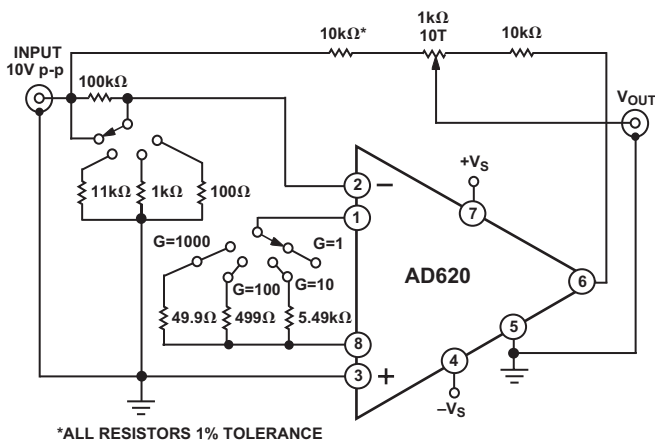 INPUT
10V p-p
100kΩ
10kΩ*
1kΩ
10T
10kΩ
VOUT
11kΩ
1kΩ
100Ω
G=1000
G=100
G=10
G=1
49.9Ω
499Ω
5.49kΩ
2
−
1
8
3
+
+VS
7
AD620
6
5
4
–VS
*ALL RESISTORS 1% TOLERANCE